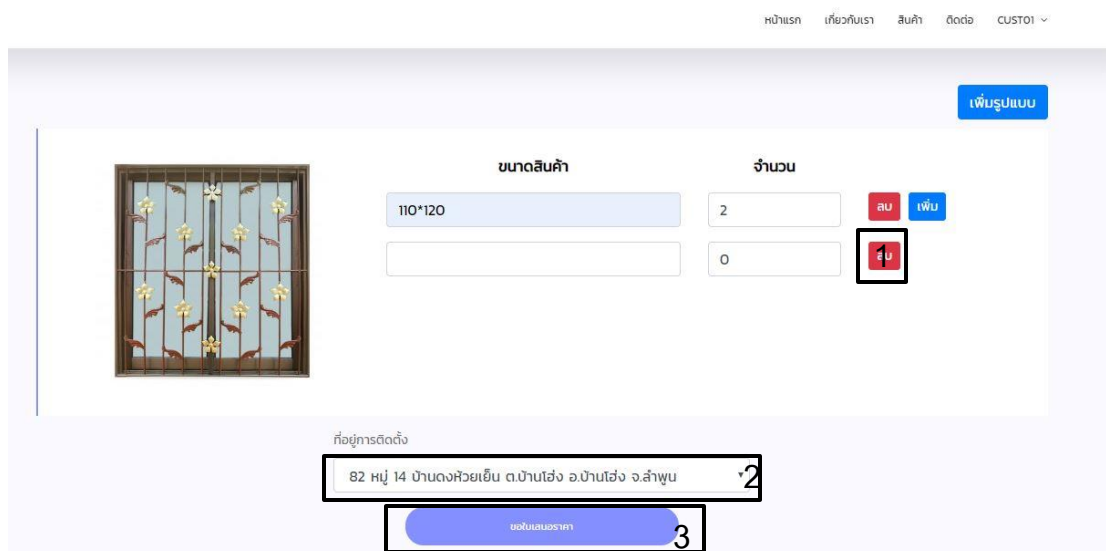 หน้าแรก เกี่ยวกับเรา สินค้า ติดต่อ CUST01
เพิ่มรูปแบบ
ขนาดสินค้า จำนวน
110*120 2 ลบ เพิ่ม
0 ลบ 1
ที่อยู่การติดตั้ง
82 หมู่ 14 บ้านดงห้วยเย็น ต.บ้านโฮ่ง อ.บ้านโฮ่ง จ.ลำพูน 2
ขอใบเสนอราคา 3